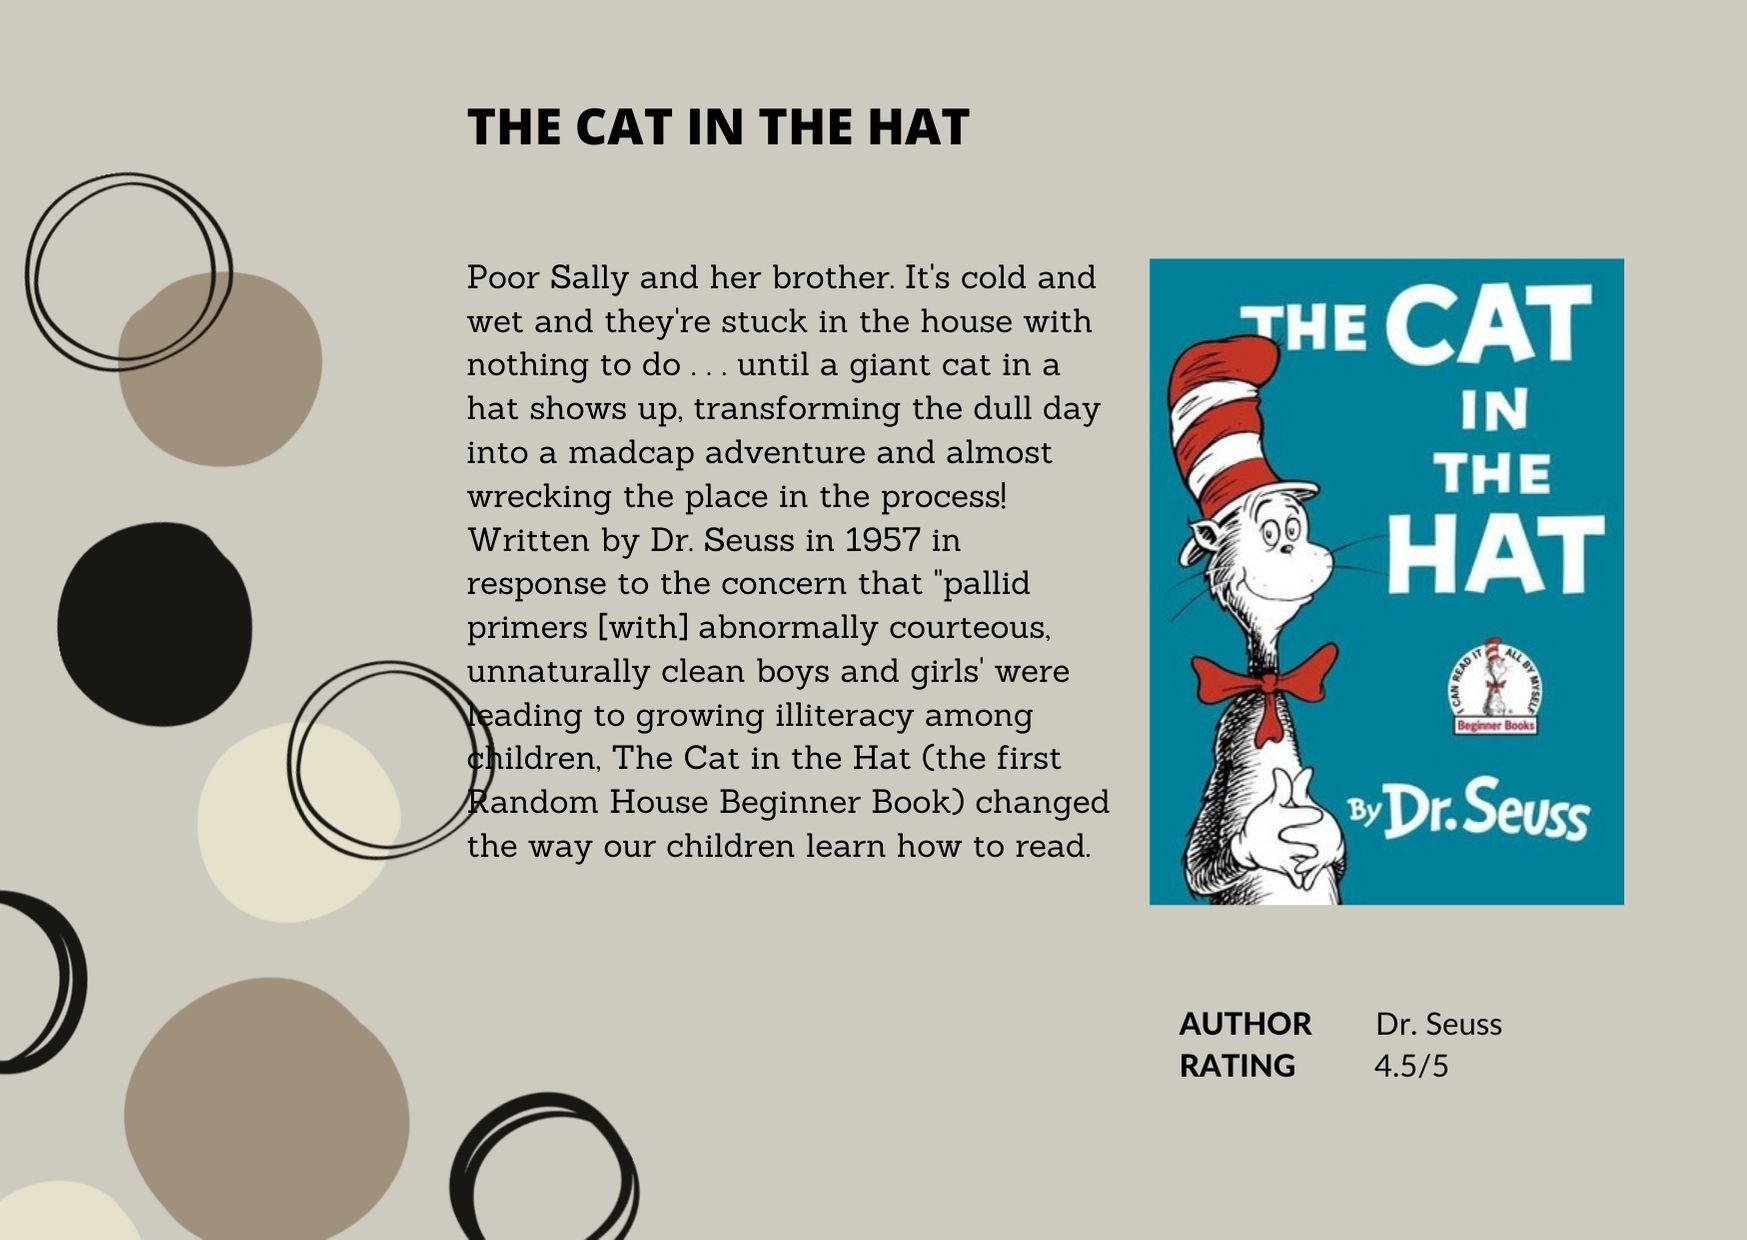 THE CAT IN THE HAT
Poor Sally and her brother. It's cold and
wet and they're stuck in the house with
nothing to do . . . until a giant cat in a
hat shows up, transforming the dull day
into a madcap adventure and almost
wrecking the place in the process!
Written by Dr. Seuss in 1957 in
response to the concern that "pallid
primers [with] abnormally courteous,
unnaturally clean boys and girls' were
leading to growing illiteracy among
children, The Cat in the Hat (the first
Random House Beginner Book) changed
the way our children learn how to read.
THE CAT
IN
THE
HAT
I CAN READ IT ALL BY MYSELF
Beginner Books
By Dr. Seuss
AUTHOR Dr. Seuss
RATING 4.5/5